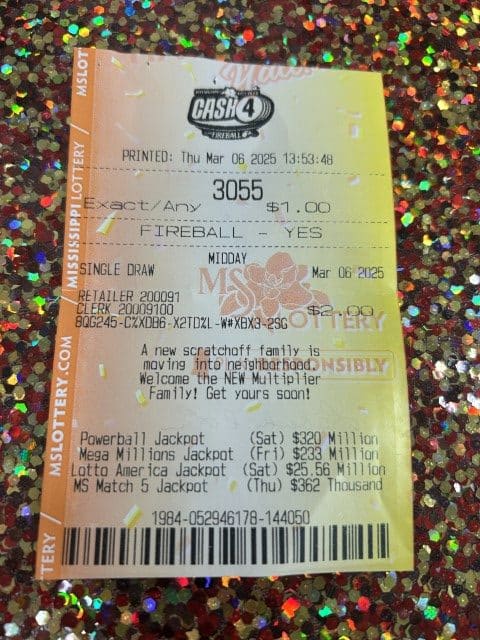 CASH 4
FIREBALL
PRINTED: Thu Mar 06 2025 13:53:48
3055
Exact/Any $1.00
FIREBALL - YES
MIDDAY
SINGLE DRAW Mar 06 2025
RETAILER 200091
CLERK 20009100 $2.00
8QG245-C%XDB6-X2TD%L-W#XBX3-2SG
MS
LOTTERY
RESPONSIBLY
A new scratchoff family is
moving into neighborhood.
Welcome the NEW Multiplier
Family! Get yours soon!
Powerball Jackpot (Sat) $320 Million
Mega Millions Jackpot (Fri) $233 Million
Lotto America Jackpot (Sat) $25.56 Million
MS Match 5 Jackpot (Thu) $362 Thousand
1984-052946178-144050
MSLOT
MISSISSIPPI LOTTERY /
MSLOTTERY.COM /
TERY /